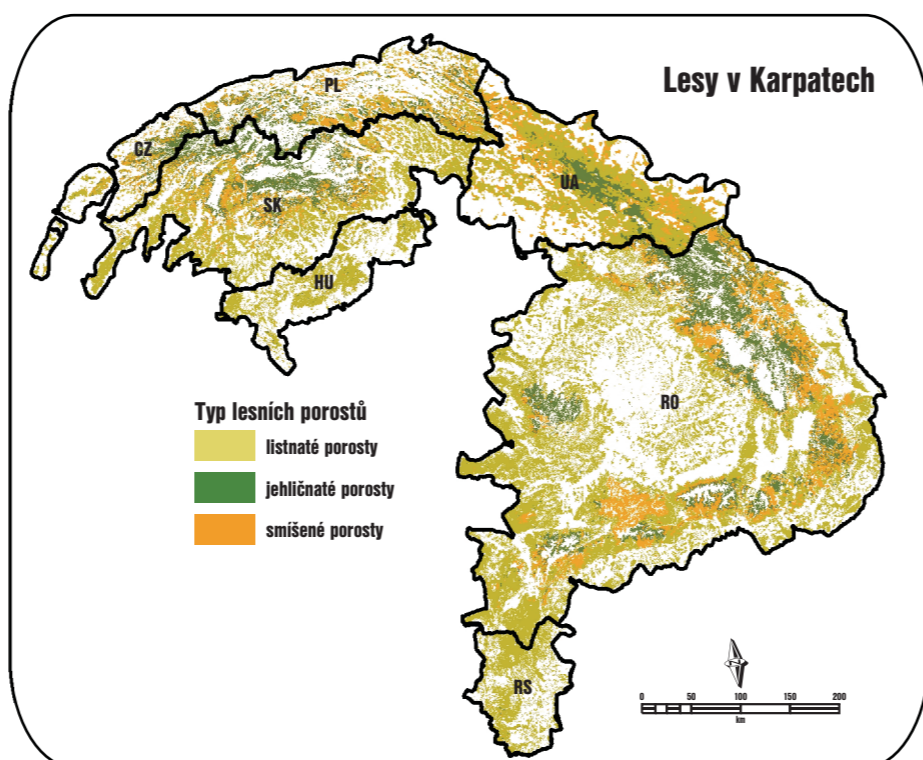 Lesy v Karpatech
PL
CZ
SK
UA
HU
RO
RS
Typ lesních porostů
listnaté porosty
jehličnaté porosty
smíšené porosty
0 50 100 150 200
km